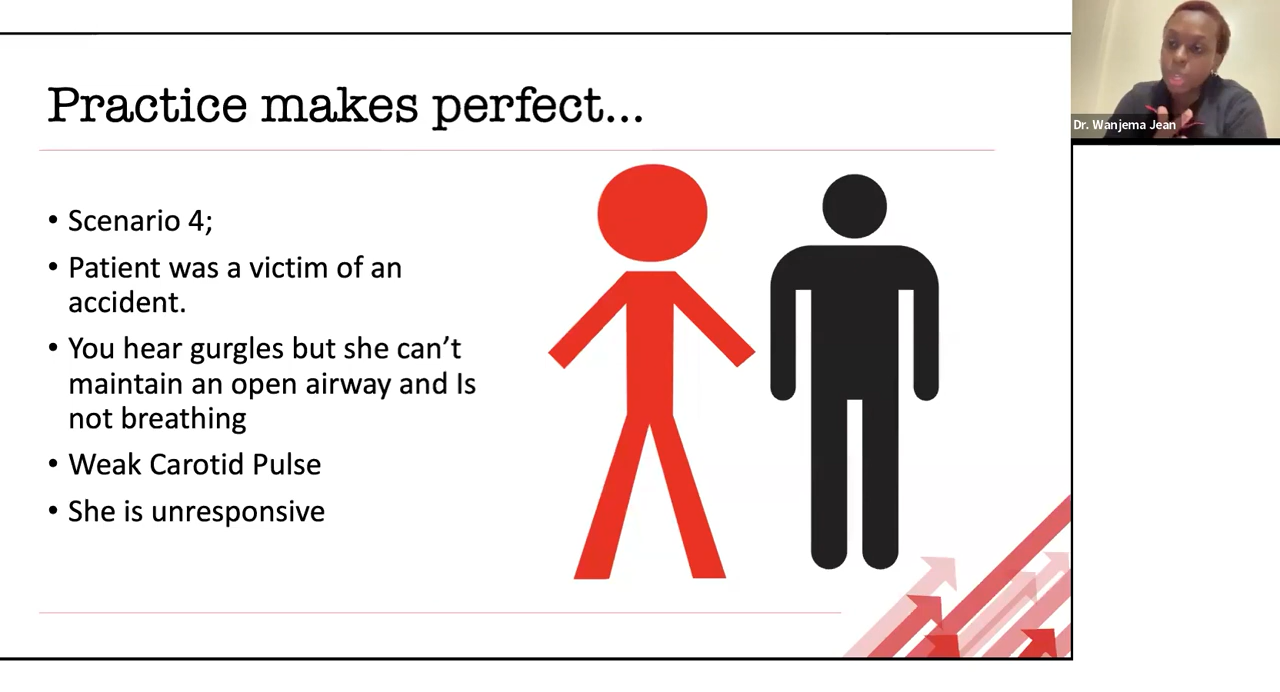 Practice makes perfect...
• Scenario 4;
• Patient was a victim of an
accident.
• You hear gurgles but she can’t
maintain an open airway and Is
not breathing
• Weak Carotid Pulse
• She is unresponsive
Dr. Wanjema Jean